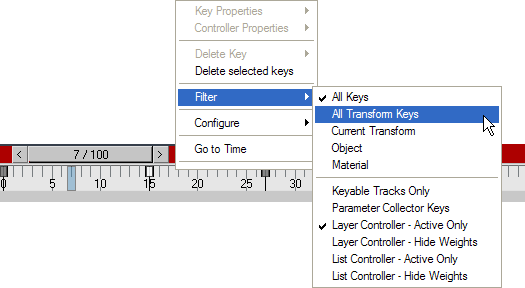 Key Properties
Controller Properties
Delete Key
Delete selected keys
Filter
Configure
Go to Time
All Keys
All Transform Keys
Current Transform
Object
Material
Keyable Tracks Only
Parameter Collector Keys
Layer Controller - Active Only
Layer Controller - Hide Weights
List Controller - Active Only
List Controller - Hide Weights
< 7 / 100 >
0 5 10 15 20 25 30